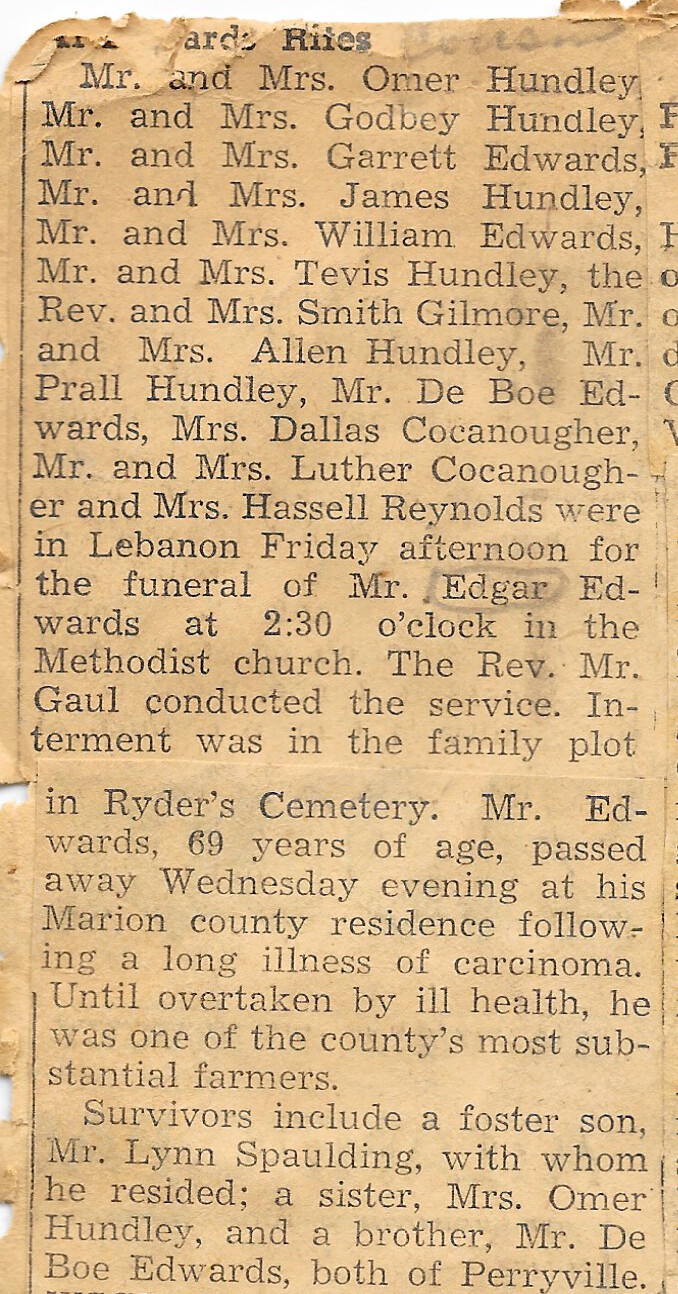 Rites
Mr. and Mrs. Omer Hundley
Mr. and Mrs. Godbey Hundley,
Mr. and Mrs. Garrett Edwards,
Mr. and Mrs. James Hundley,
Mr. and Mrs. William Edwards,
Mr. and Mrs. Tevis Hundley, the
Rev. and Mrs. Smith Gilmore, Mr.
and Mrs. Allen Hundley, Mr.
Prall Hundley, Mr. De Boe Ed-
wards, Mrs. Dallas Cocanougher,
Mr. and Mrs. Luther Cocanough-
er and Mrs. Hassell Reynolds were
in Lebanon Friday afternoon for
the funeral of Mr. Edgar Ed-
wards at 2:30 o'clock in the
Methodist church. The Rev. Mr.
Gaul conducted the service. In-
terment was in the family plot
in Ryder's Cemetery. Mr. Ed-
wards, 69 years of age, passed
away Wednesday evening at his
Marion county residence follow-
ing a long illness of carcinoma.
Until overtaken by ill health, he
was one of the county's most sub-
stantial farmers.
Survivors include a foster son,
Mr. Lynn Spaulding, with whom
he resided; a sister, Mrs. Omer
Hundley, and a brother, Mr. De
Boe Edwards, both of Perryville.